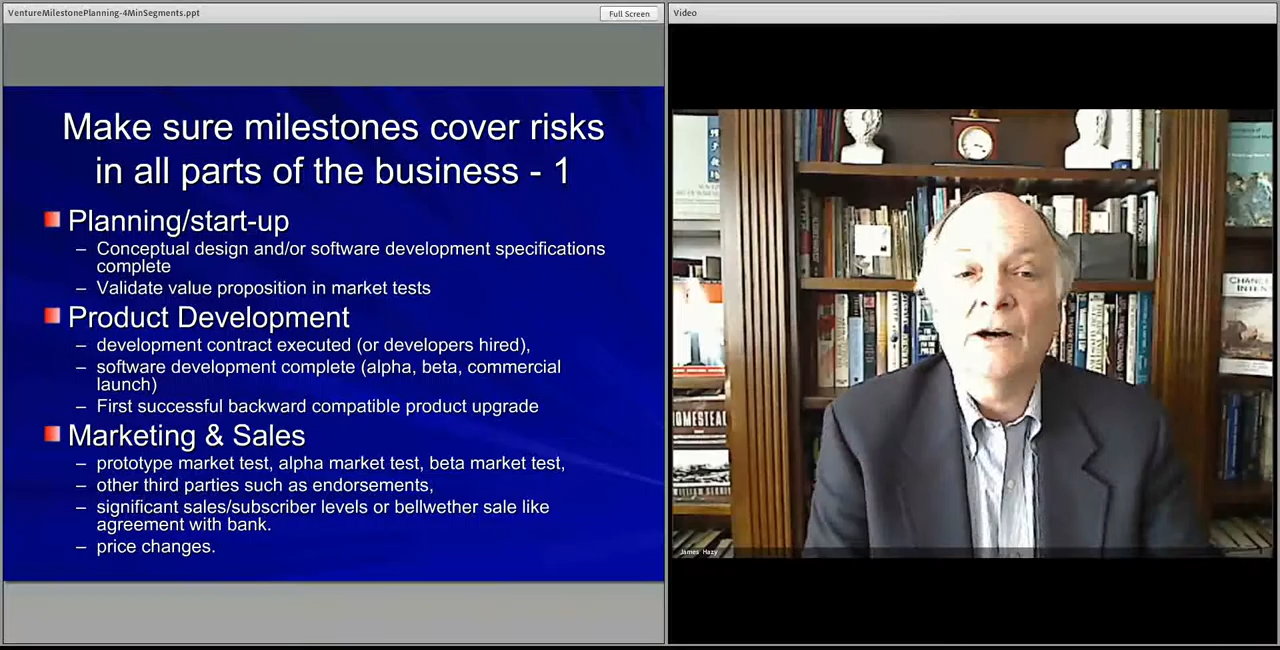 VentureMilestonePlanning-4MinSegments.ppt
Full Screen
Video
Make sure milestones cover risks
in all parts of the business - 1
Planning/start-up
– Conceptual design and/or software development specifications
complete
– Validate value proposition in market tests
Product Development
– development contract executed (or developers hired),
– software development complete (alpha, beta, commercial
launch)
– First successful backward compatible product upgrade
Marketing & Sales
– prototype market test, alpha market test, beta market test,
– other third parties such as endorsements,
– significant sales/subscriber levels or bellwether sale like
agreement with bank.
– price changes.
HOMESTEAD
WILLIAM
James Hazy